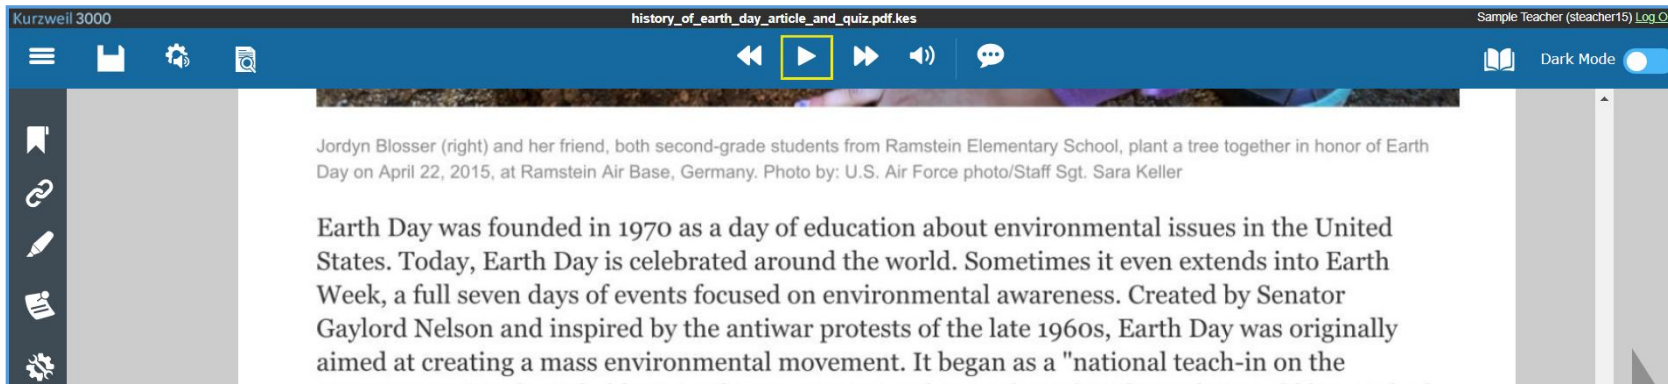 Kurzweil 3000
history_of_earth_day_article_and_quiz.pdf.kes
Sample Teacher (steacher15) Log O
Dark Mode
Jordyn Blosser (right) and her friend, both second-grade students from Ramstein Elementary School, plant a tree together in honor of Earth
Day on April 22, 2015, at Ramstein Air Base, Germany. Photo by: U.S. Air Force photo/Staff Sgt. Sara Keller
Earth Day was founded in 1970 as a day of education about environmental issues in the United
States. Today, Earth Day is celebrated around the world. Sometimes it even extends into Earth
Week, a full seven days of events focused on environmental awareness. Created by Senator
Gaylord Nelson and inspired by the antiwar protests of the late 1960s, Earth Day was originally
aimed at creating a mass environmental movement. It began as a "national teach-in on the